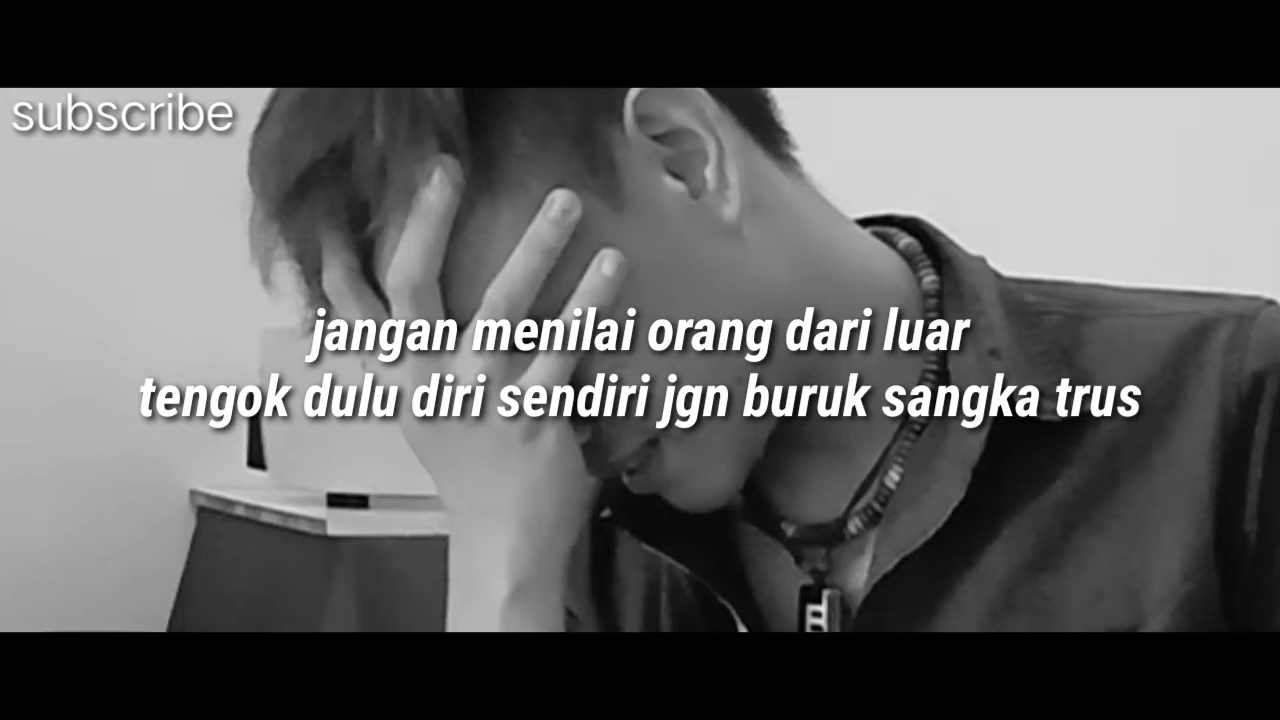 subscribe
jangan menilai orang dari luar
tengok dulu diri sendiri jgn buruk sangka trus